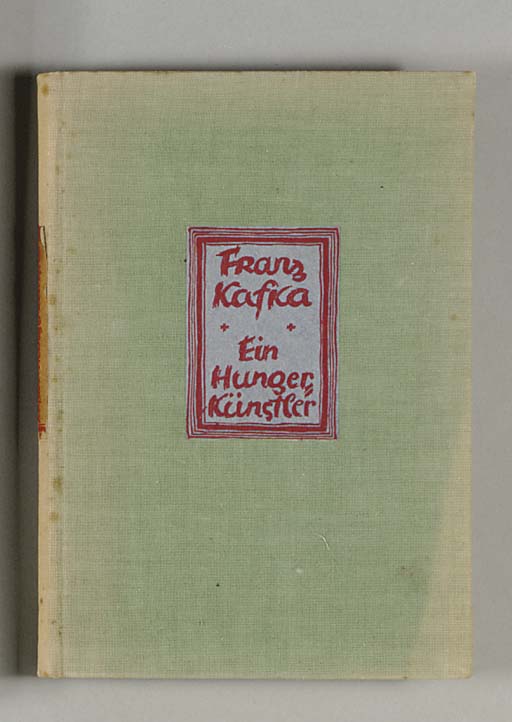 Franz
Kafka
Ein
Hunger=
Künstler